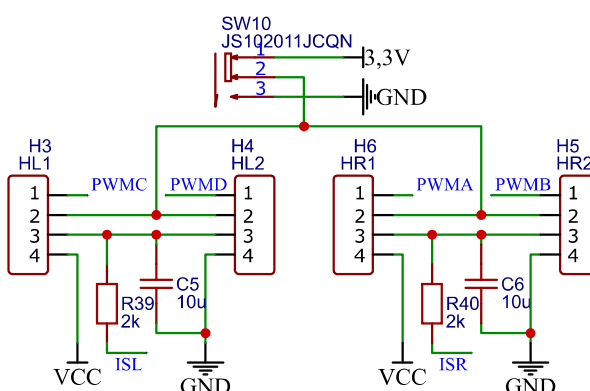 SW10
JS102011JCQN
1
3,3V
2
3
GND
H3
HL1
H4
HL2
H6
HR1
H5
HR2
PWMC
PWMD
PWMA
PWMB
1
2
3
4
1
2
3
4
1
2
3
4
1
2
3
4
R39
2k
C5
10u
R40
2k
C6
10u
ISL
ISR
VCC
GND
VCC
GND